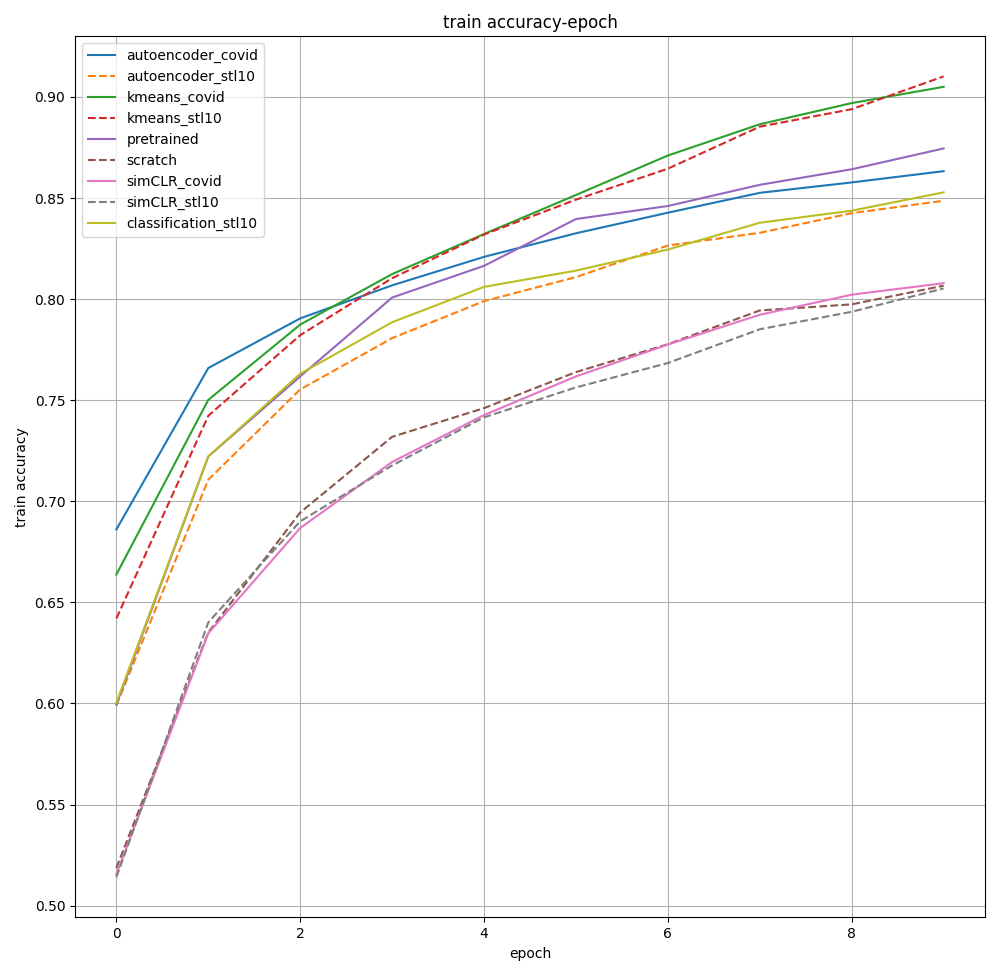 train accuracy-epoch
autoencoder_covid
autoencoder_stl10
kmeans_covid
kmeans_stl10
pretrained
scratch
simCLR_covid
simCLR_stl10
classification_stl10
train accuracy
0.90
0.85
0.80
0.75
0.70
0.65
0.60
0.55
0.50
0 2 4 6 8
epoch